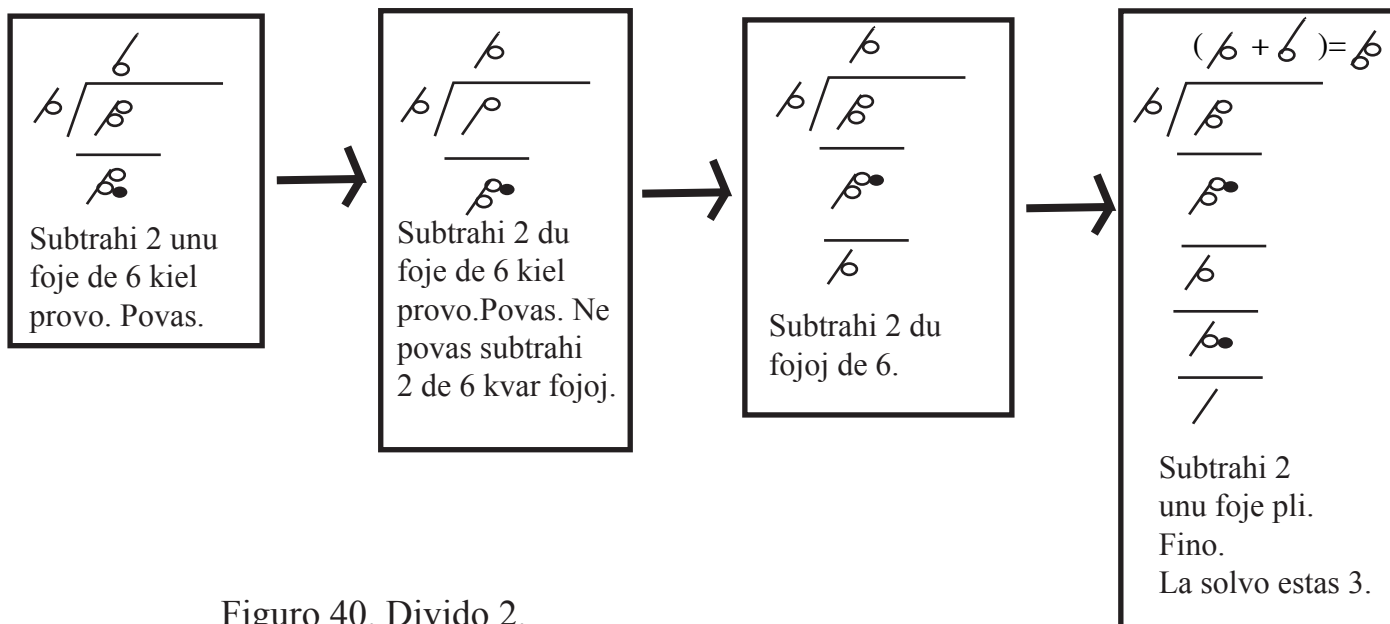 Subtrahi 2 unu
foje de 6 kiel
provo. Povas.
Subtrahi 2 du
foje de 6 kiel
provo.Povas. Ne
povas subtrahi
2 de 6 kvar fojoj.
Subtrahi 2 du
fojoj de 6.
( + )=
Subtrahi 2
unu foje pli.
Fino.
La solvo estas 3.
Figuro 40. Divido 2.